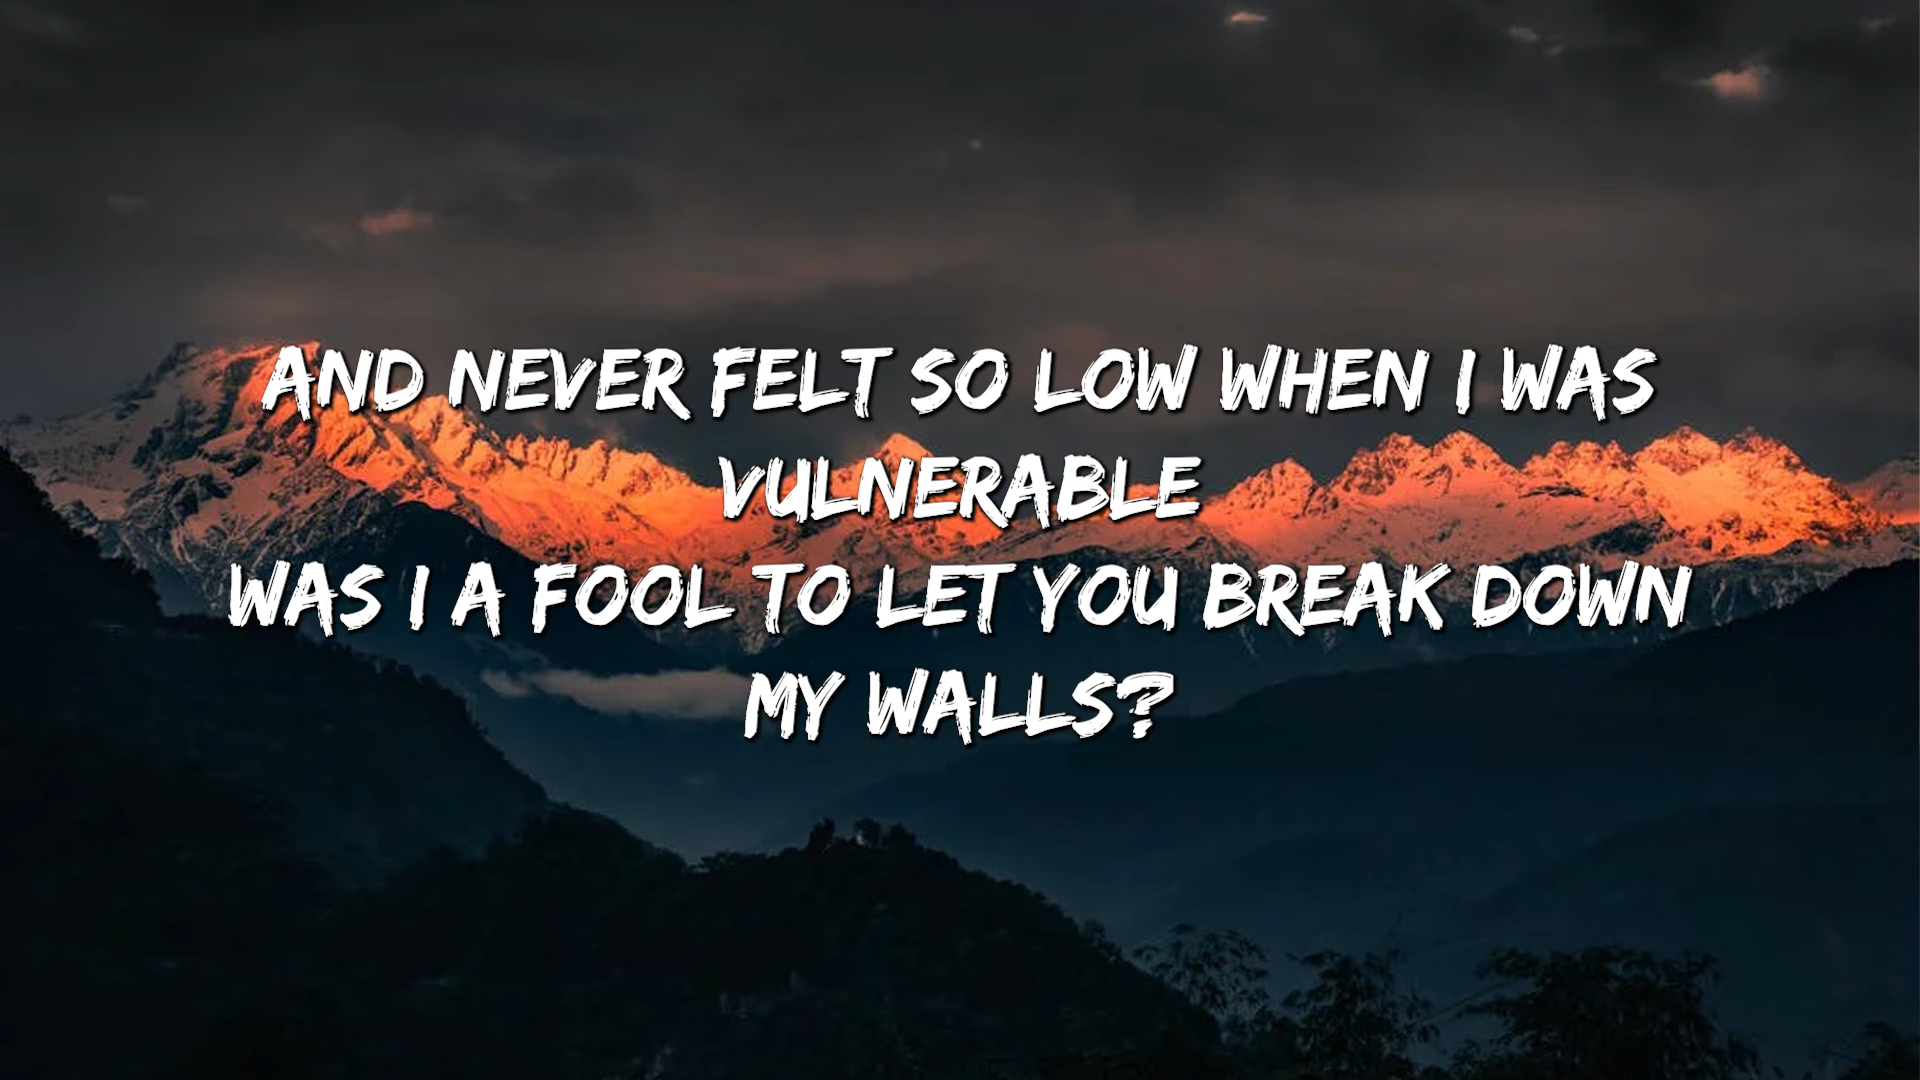 AND NEVER FELT SO LOW WHEN I WAS
VULNERABLE
WAS I A FOOL TO LET YOU BREAK DOWN
MY WALLS?